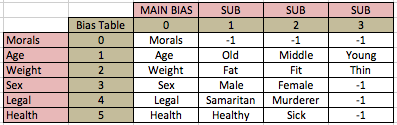 MAIN BIAS SUB SUB SUB
Bias Table 0 1 2 3
Morals 0 Morals -1 -1 -1
Age 1 Age Old Middle Young
Weight 2 Weight Fat Fit Thin
Sex 3 Sex Male Female -1
Legal 4 Legal Samaritan Murderer -1
Health 5 Health Healthy Sick -1